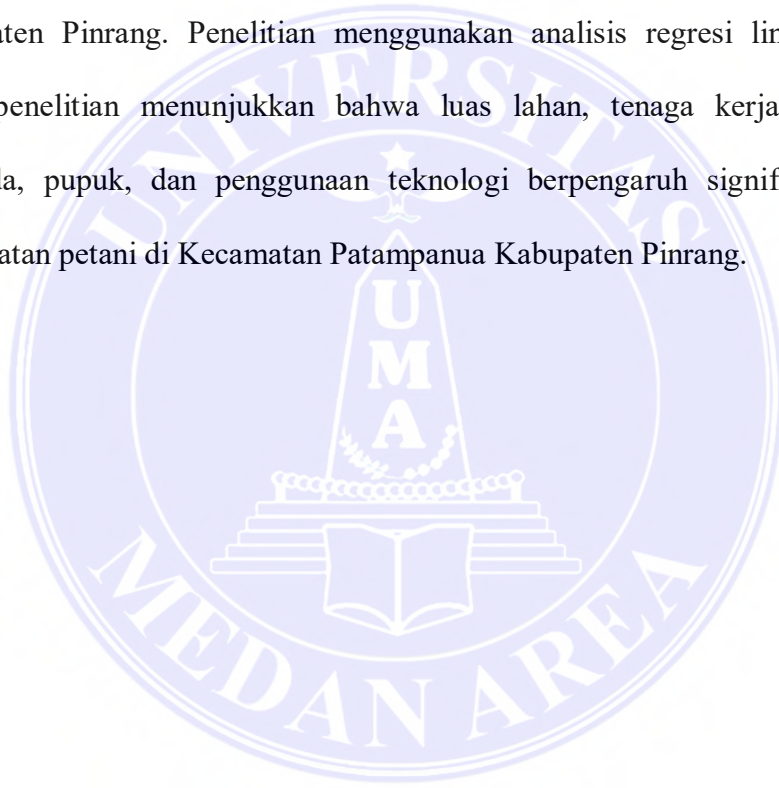 aten Pinrang. Penelitian menggunakan analisis regresi lin
penelitian menunjukkan bahwa luas lahan, tenaga kerja
la, pupuk, dan penggunaan teknologi berpengaruh signif
atan petani di Kecamatan Patampanua Kabupaten Pinrang.
UNIVERSITAS
UMA
MEDAN AREA